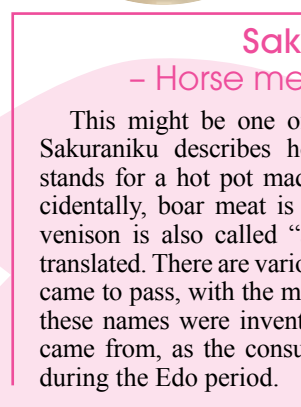 Sak
– Horse me
This might be one o
Sakuraniku describes h
stands for a hot pot mad
cidentally, boar meat is
venison is also called “
translated. There are vario
came to pass, with the m
these names were invent
came from, as the consu
during the Edo period.